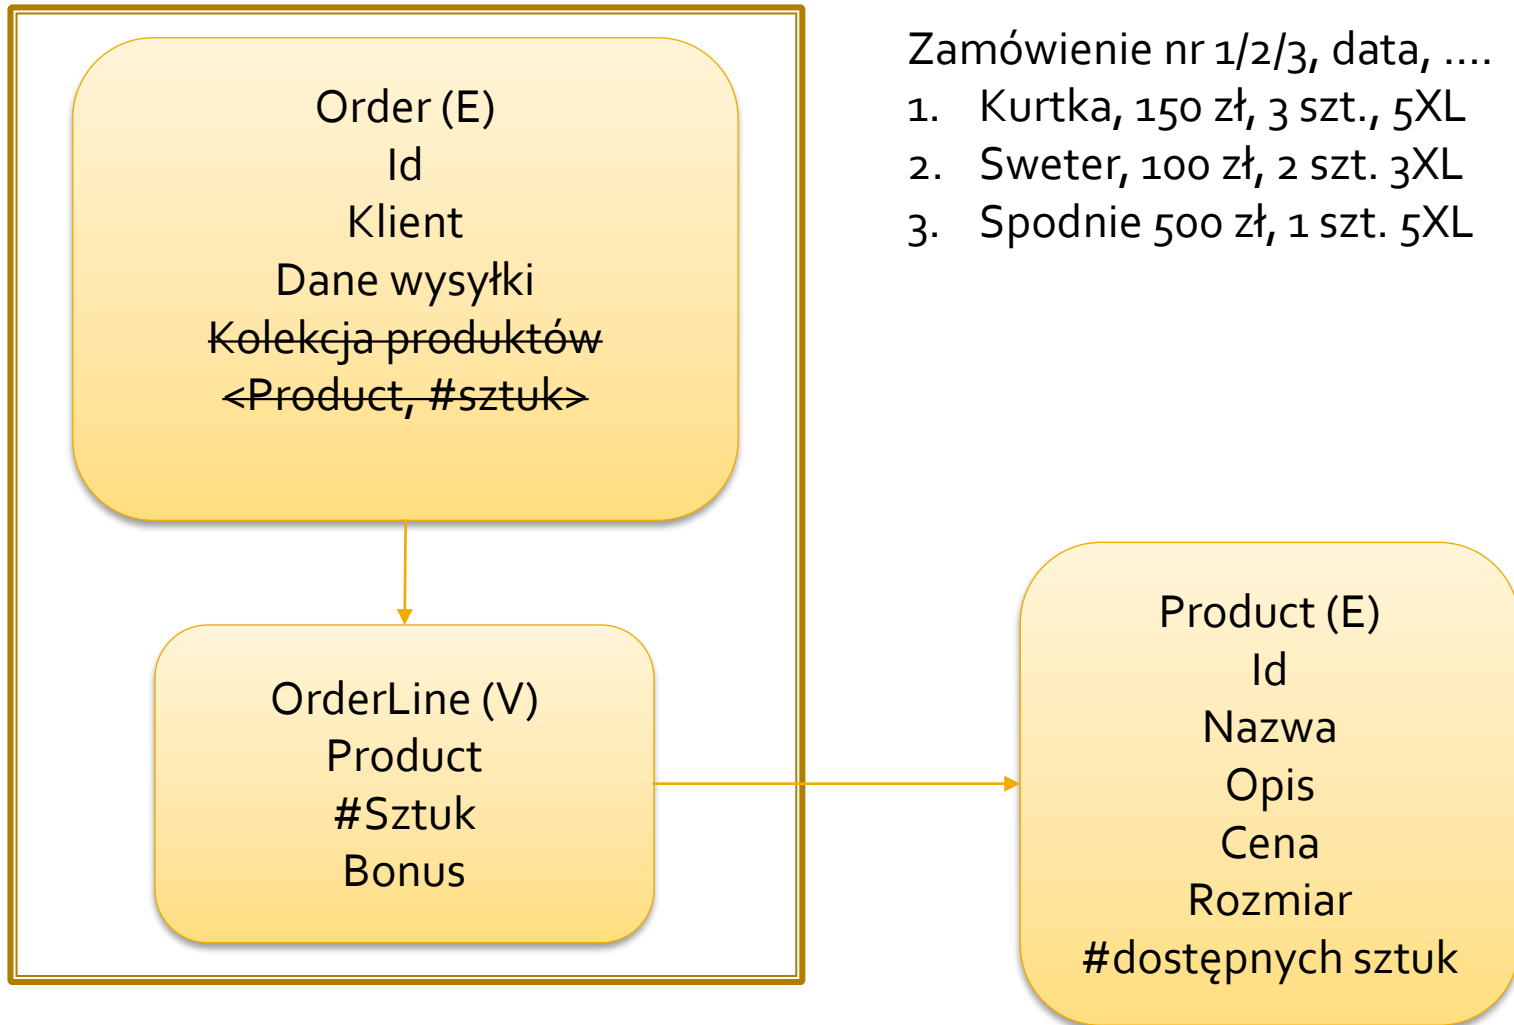 Order (E)
Id
Klient
Dane wysyłki
Kolekcja produktów
<Product, #sztuk>
Zamówienie nr 1/2/3, data, ....
1. Kurtka, 150 zł, 3 szt., 5XL
2. Sweter, 100 zł, 2 szt. 3XL
3. Spodnie 500 zł, 1 szt. 5XL
OrderLine (V)
Product
#Sztuk
Bonus
Product (E)
Id
Nazwa
Opis
Cena
Rozmiar
#dostępnych sztuk